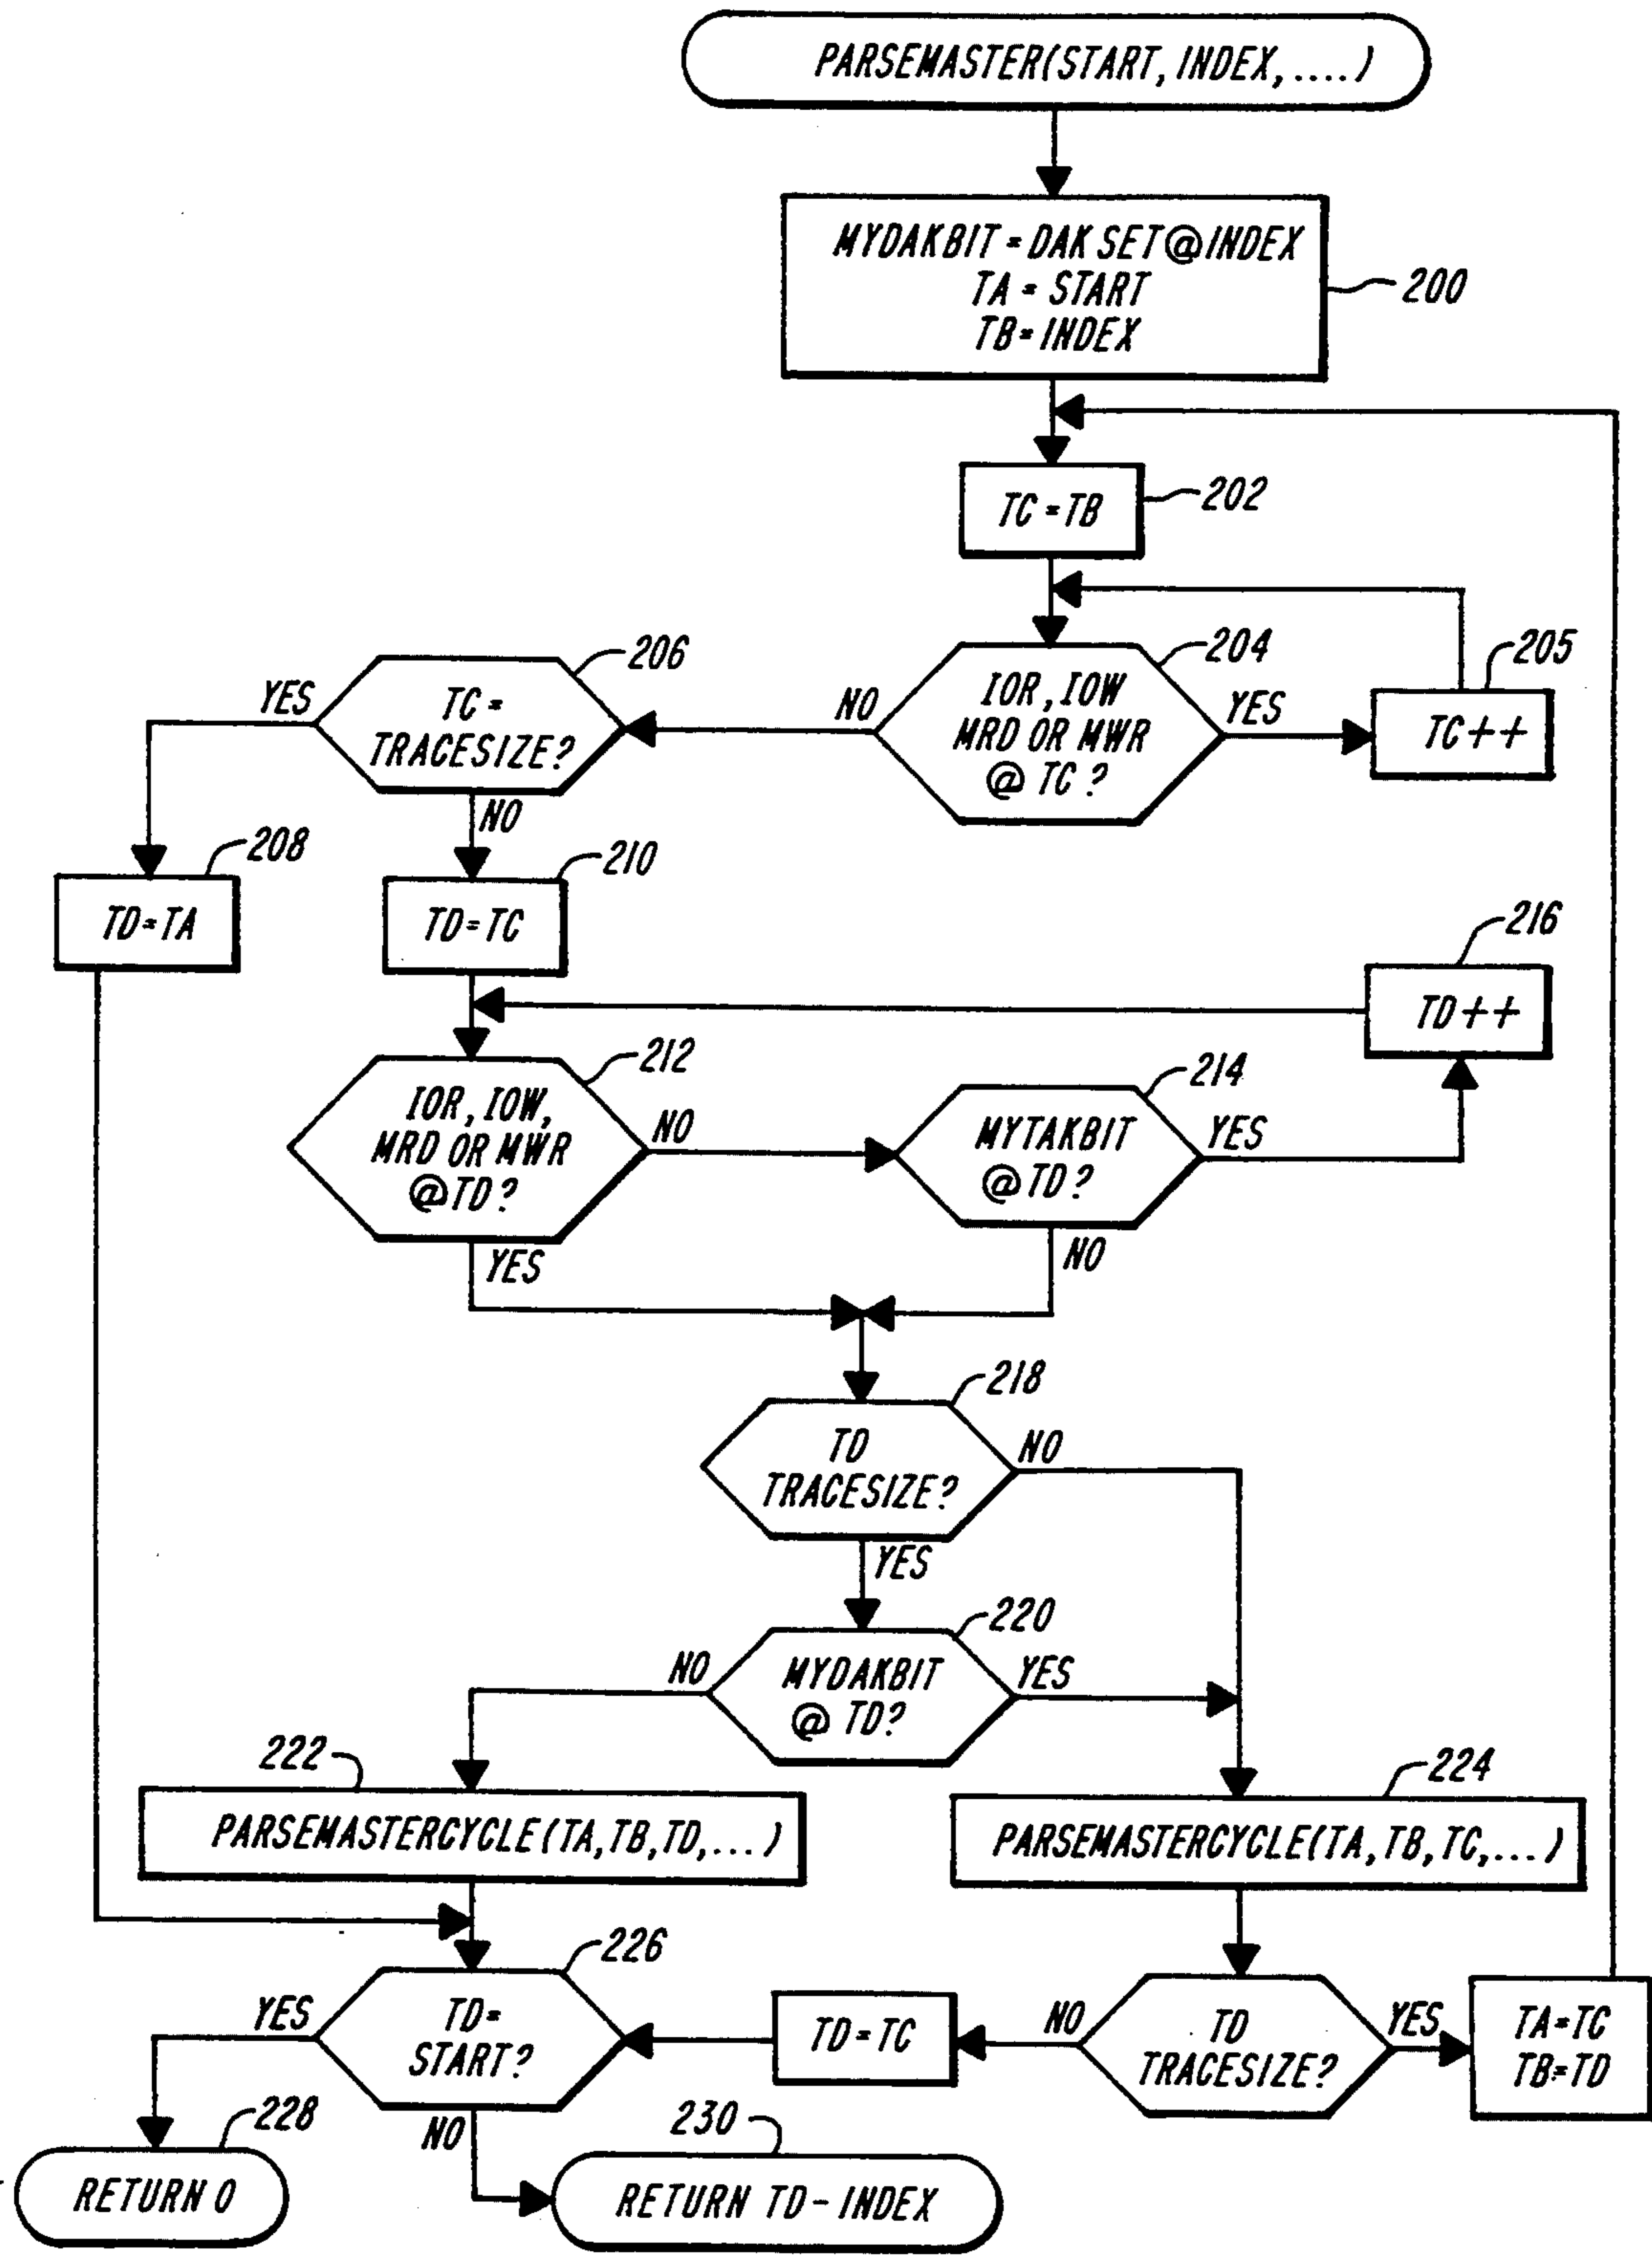 PARSEMASTER(START, INDEX, ....)
MYDAKBIT = DAK SET @ INDEX
TA = START
TB = INDEX
200
TC = TB
202
IOR, IOW
MRD OR MWR
@ TC ?
204
YES
NO
205
TC++
206
TC =
TRACESIZE?
YES
NO
208
TD=TA
210
TD=TC
216
TD++
212
IOR, IOW,
MRD OR MWR
@TD?
NO
YES
214
MYTAKBIT
@TD?
YES
NO
218
TD
TRACESIZE?
NO
YES
220
MYDAKBIT
@ TD?
NO
YES
222
PARSEMASTERCYCLE(TA,TB,TD,...)
224
PARSEMASTERCYCLE(TA,TB,TC,...)
226
TD=
START?
YES
NO
TD = TC
NO
TD
TRACESIZE?
YES
TA=TC
TB=TD
228
RETURN 0
230
RETURN TD - INDEX